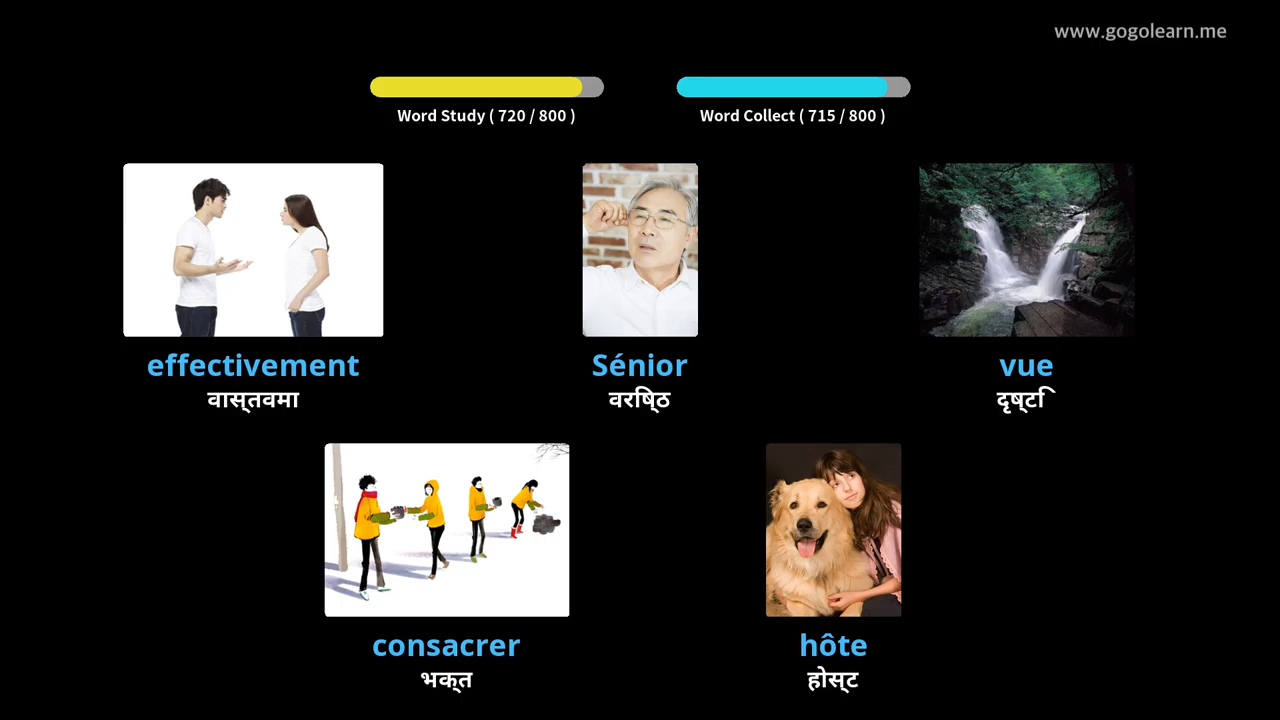 www.gogolearn.me
Word Study ( 720 / 800 )
Word Collect ( 715 / 800 )
effectivement
वास्तवमा
Sénior
वरिष्ठ
vue
दृष्टि
consacrer
भक्त
hôte
होस्ट